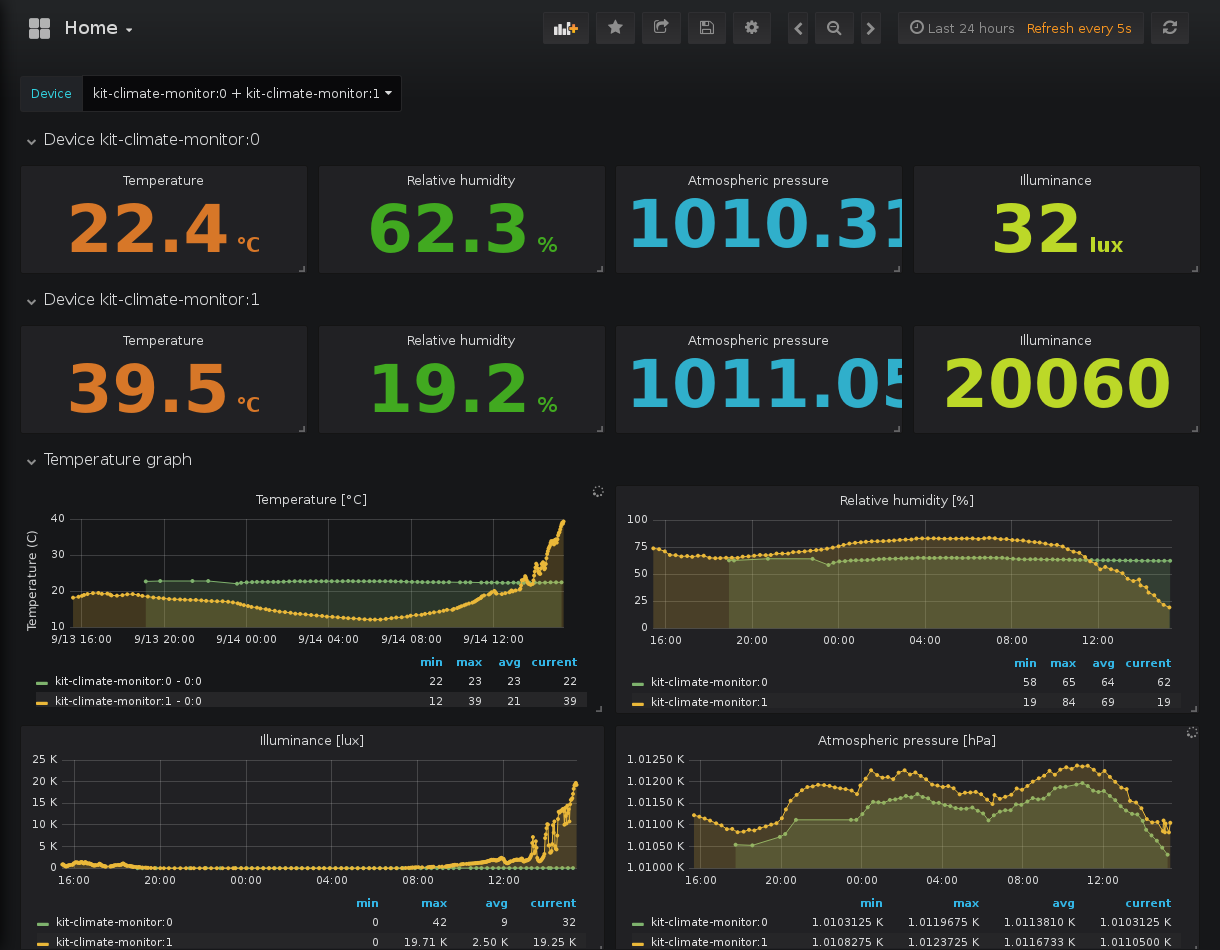 Home
Last 24 hours Refresh every 5s
Device kit-climate-monitor:0 + kit-climate-monitor:1
Device kit-climate-monitor:0
Temperature Relative humidity Atmospheric pressure Illuminance
22.4 °C 62.3 % 1010.31 32 lux
Device kit-climate-monitor:1
Temperature Relative humidity Atmospheric pressure Illuminance
39.5 °C 19.2 % 1011.05 20060
Temperature graph
Temperature [°C]
Temperature (C)
40
30
20
10
9/13 16:00 9/13 20:00 9/14 00:00 9/14 04:00 9/14 08:00 9/14 12:00
min max avg current
kit-climate-monitor:0 - 0:0 22 23 23 22
kit-climate-monitor:1 - 0:0 12 39 21 39
Relative humidity [%]
100
75
50
25
0
16:00 20:00 00:00 04:00 08:00 12:00
min max avg current
kit-climate-monitor:0 58 65 64 62
kit-climate-monitor:1 19 84 69 19
Illuminance [lux]
25 K
20 K
15 K
10 K
5 K
0
16:00 20:00 00:00 04:00 08:00 12:00
min max avg current
kit-climate-monitor:0 0 42 9 32
kit-climate-monitor:1 0 19.71 K 2.50 K 19.25 K
Atmospheric pressure [hPa]
1.01250 K
1.01200 K
1.01150 K
1.01100 K
1.01050 K
1.01000 K
16:00 20:00 00:00 04:00 08:00 12:00
min max avg current
kit-climate-monitor:0 1.0103125 K 1.0119675 K 1.0113810 K 1.0103125 K
kit-climate-monitor:1 1.0108275 K 1.0123725 K 1.0116733 K 1.0110500 K